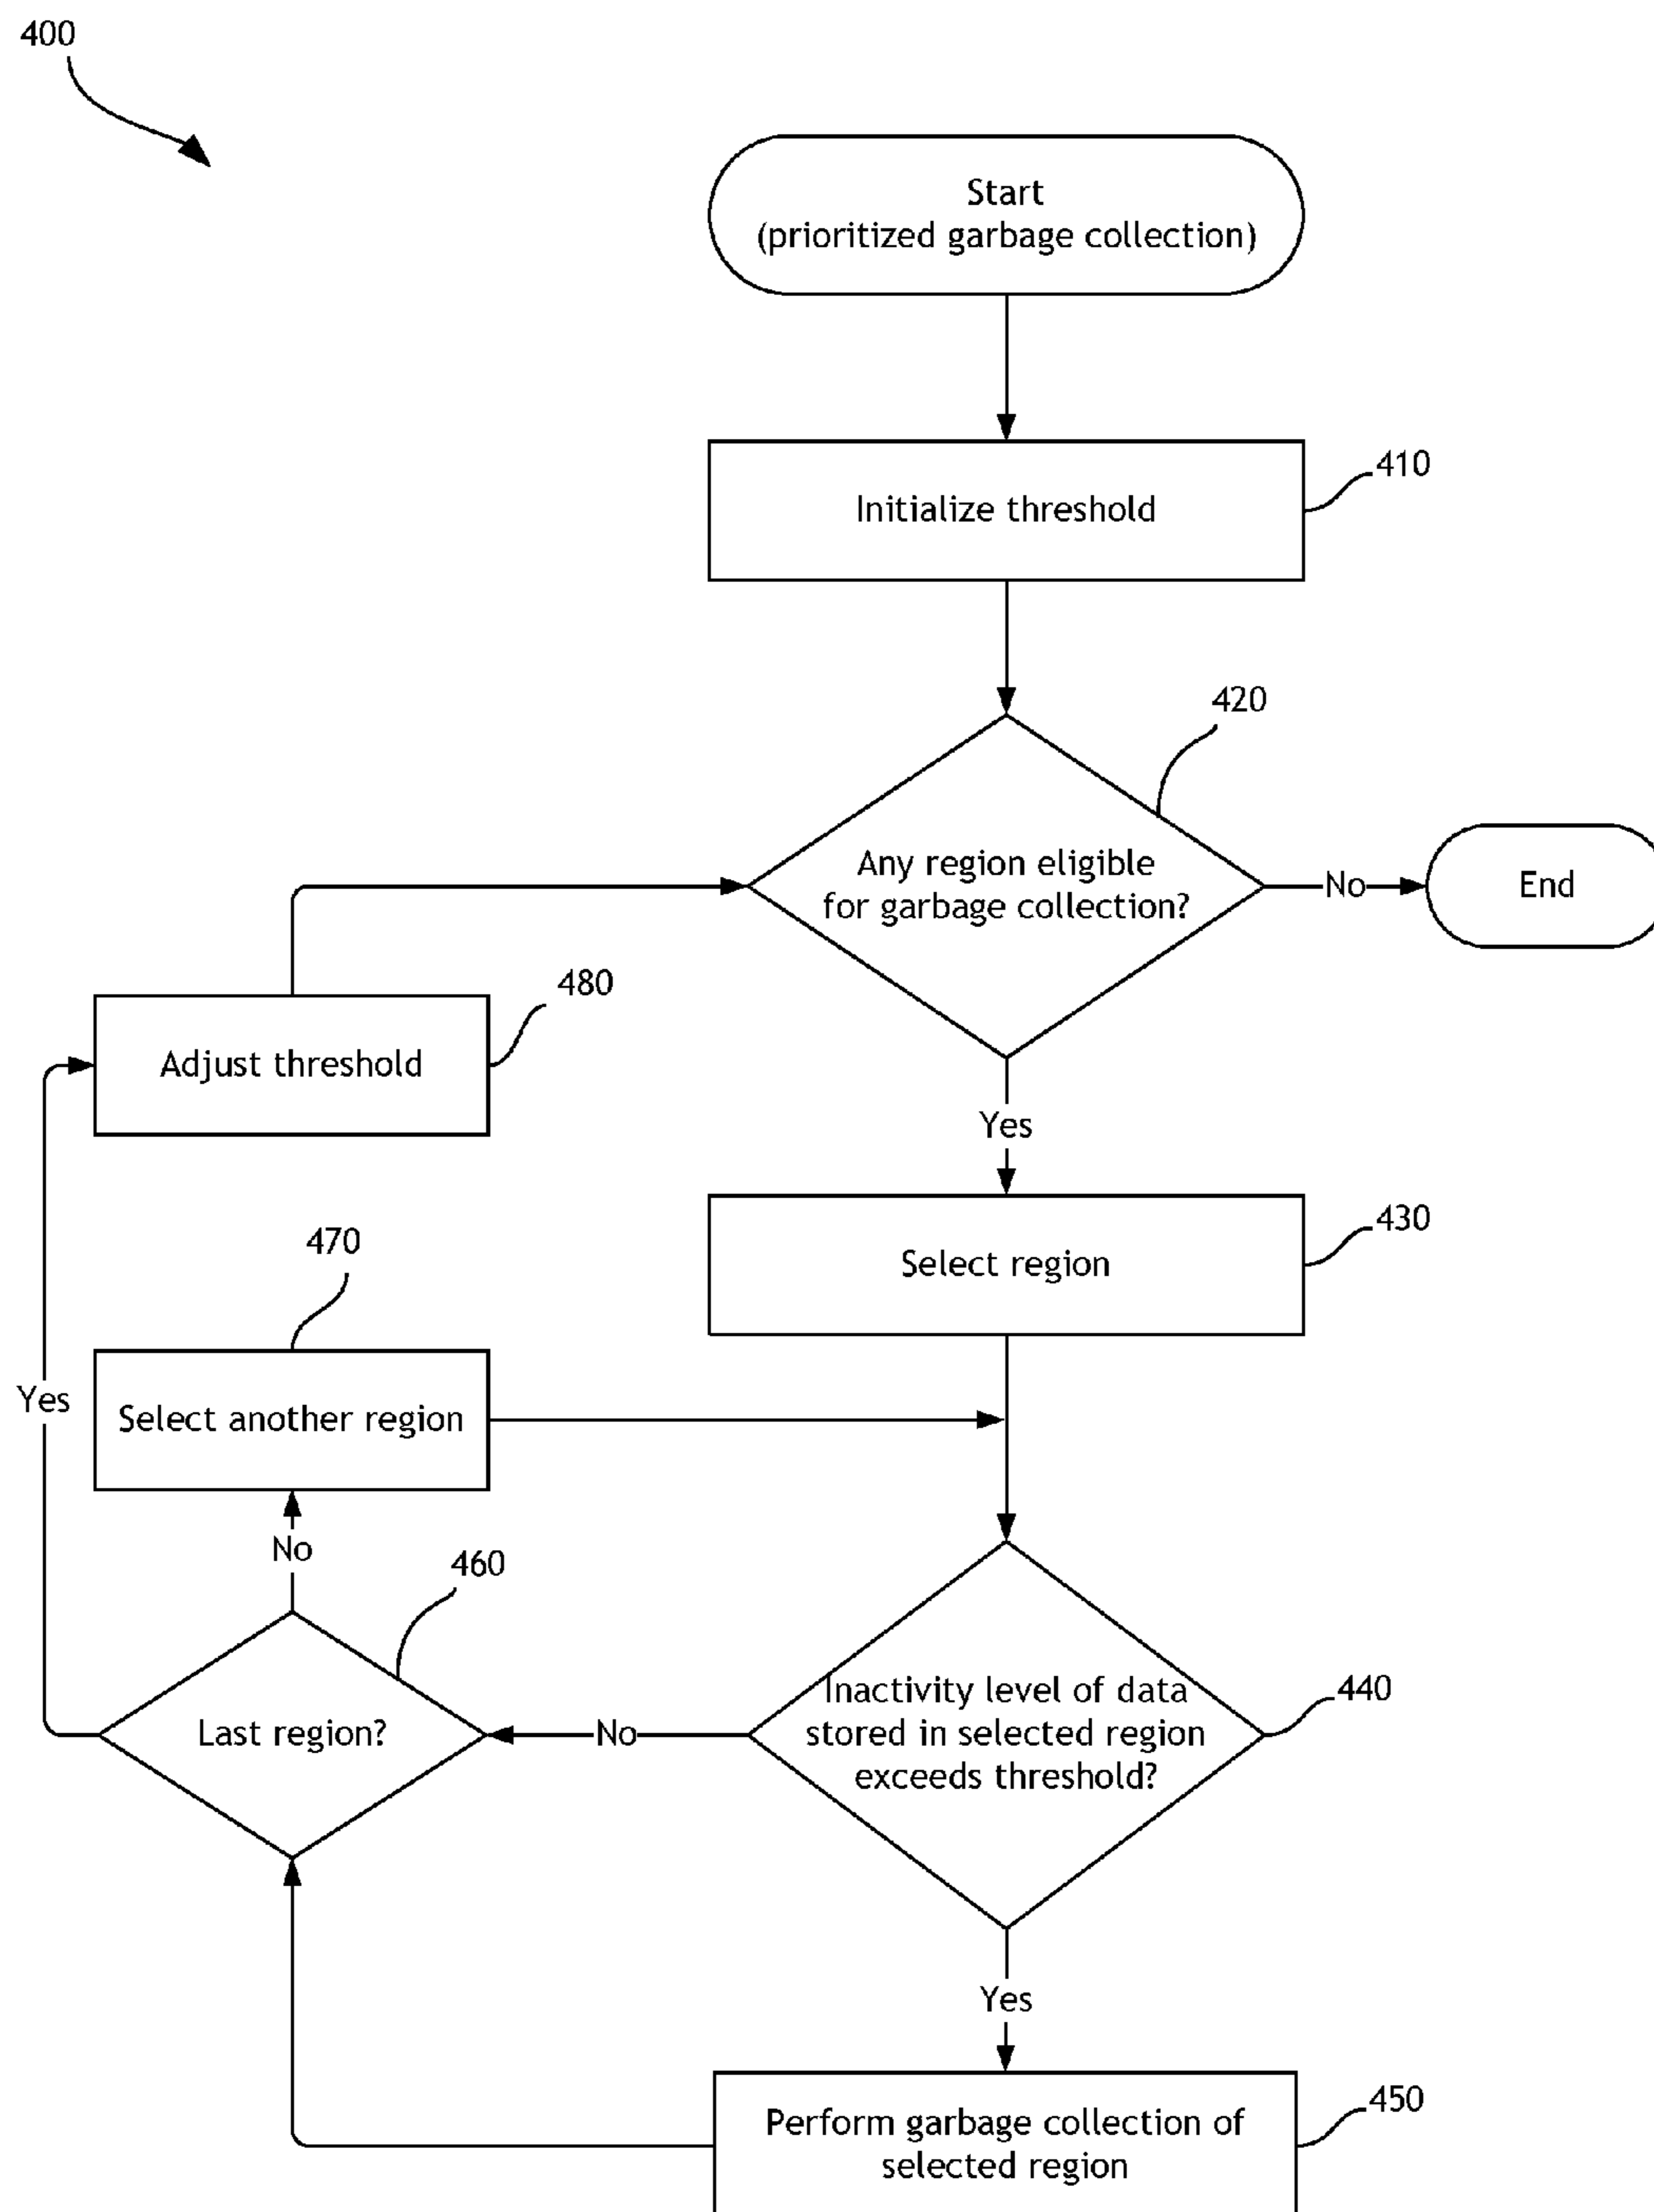 400
Start
(prioritized garbage collection)
410
Initialize threshold
420
Any region eligible
for garbage collection?
No
End
480
Adjust threshold
Yes
430
Select region
470
Select another region
Yes
No
460
Last region?
No
Inactivity level of data
stored in selected region
exceeds threshold?
440
Yes
450
Perform garbage collection of
selected region